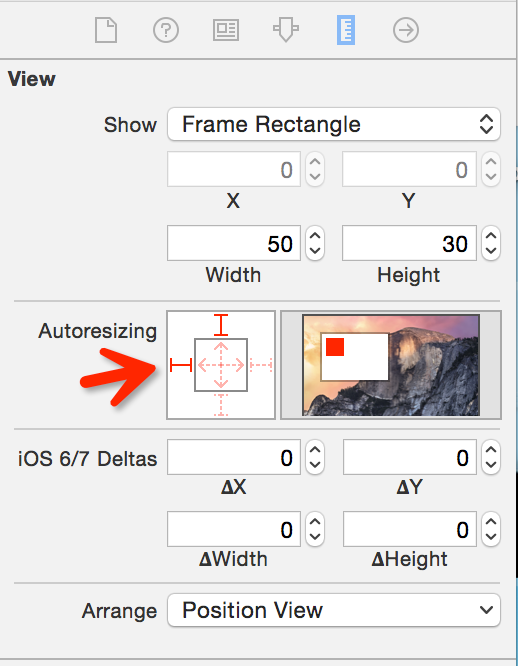 View
Show Frame Rectangle
0 0
X Y
50 30
Width Height
Autoresizing
iOS 6/7 Deltas 0 0
ΔX ΔY
0 0
ΔWidth ΔHeight
Arrange Position View